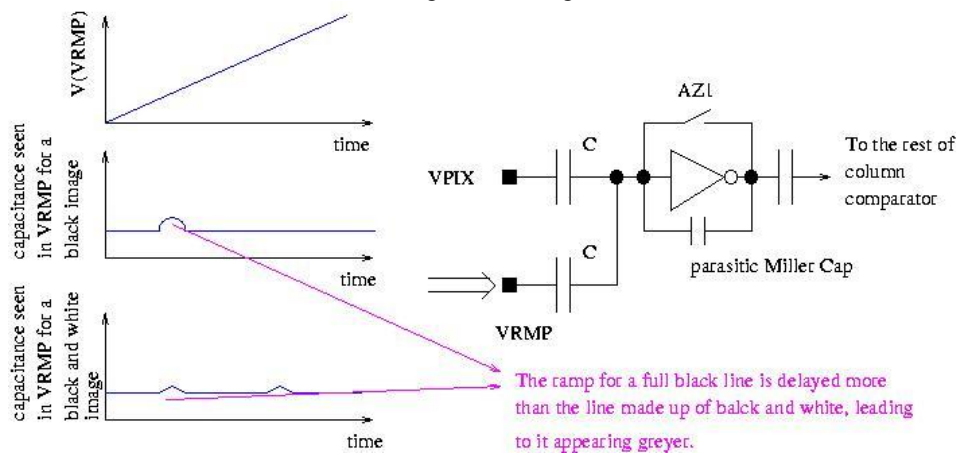 V(VRMP)
time
capacitance seen
in VRMP for a
black image
time
capacitance seen
in VRMP for a
black and white
image
time
AZ1
C
VPIX
To the rest of
column
comparator
C
parasitic Miller Cap
VRMP
The ramp for a full black line is delayed more
than the line made up of balck and white, leading
to it appearing greyer.